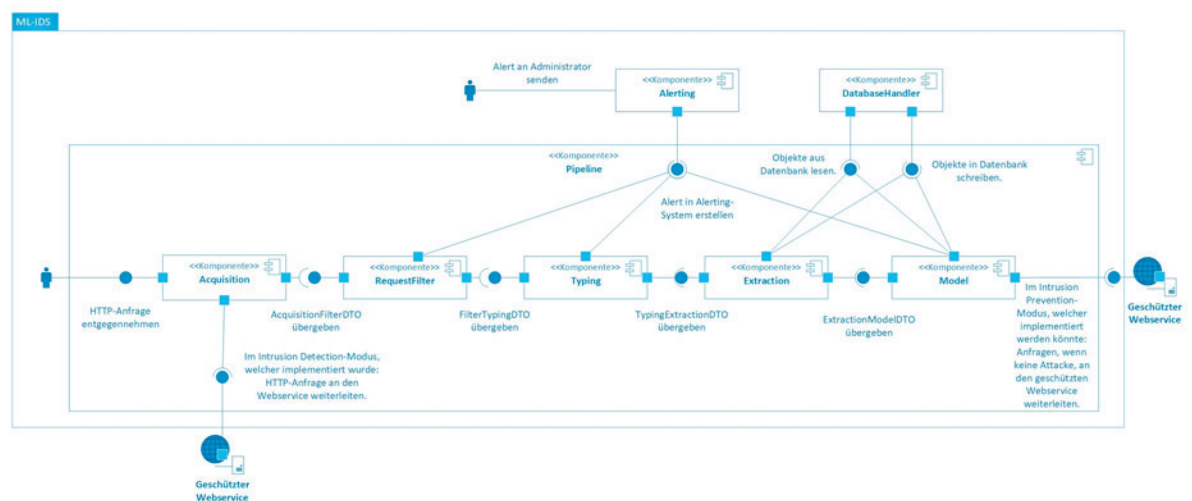 ML-IDS
Alert an Administrator
senden
<<Komponente>>
Alerting
<<Komponente>>
DatabaseHandler
<<Komponente>>
Pipeline
Objekte aus
Datenbank lesen.
Objekte in Datenbank
schreiben.
Alert in Alerting-
System erstellen
<<Komponente>>
Acquisition
<<Komponente>>
RequestFilter
<<Komponente>>
Typing
<<Komponente>>
Extraction
<<Komponente>>
Model
HTTP-Anfrage
entgegennehmen
AcquisitionFilterDTO
übergeben
FilterTypingDTO
übergeben
TypingExtractionDTO
übergeben
ExtractionModelDTO
übergeben
Im Intrusion
Prevention-
Modus, welcher
implementiert
werden könnte:
Anfragen, wenn
keine Attacke, an
den geschützten
Webservice
weiterleiten.
Geschützter
Webservice
Im Intrusion Detection-Modus,
welcher implementiert wurde:
HTTP-Anfrage an den
Webservice weiterleiten.
Geschützter
Webservice